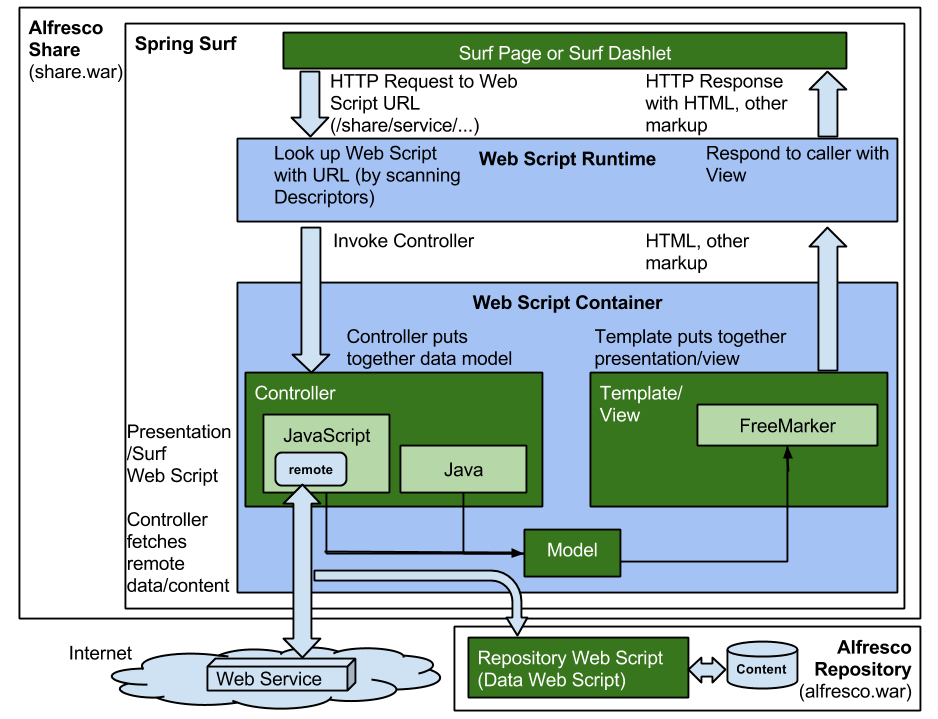 Alfresco
Share
(share.war)
Spring Surf
Surf Page or Surf Dashlet
HTTP Request to Web
Script URL
(/share/service/...)
HTTP Response
with HTML, other
markup
Look up Web Script
with URL (by scanning
Descriptors)
Web Script Runtime
Respond to caller with
View
Invoke Controller
HTML, other
markup
Web Script Container
Controller puts
together data model
Template puts together
presentation/view
Controller
JavaScript
remote
Java
Template/
View
FreeMarker
Presentation
/Surf
Web Script
Controller
fetches
remote
data/content
Model
Internet
Web Service
Repository Web Script
(Data Web Script)
Content
Alfresco
Repository
(alfresco.war)